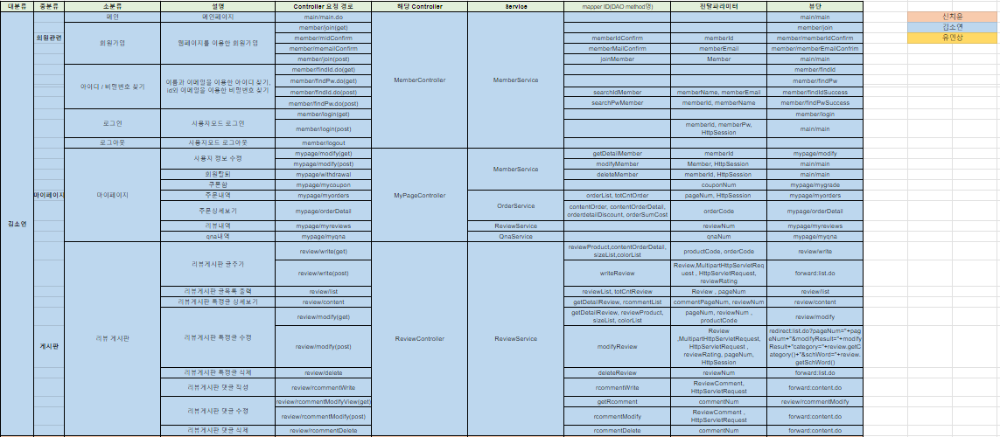 대분류 중분류 소분류 설명 Controller 요청 경로 해당 Controller Service mapper ID(DAO method명) 전달파라미터 뷰단
메인 메인페이지 main/main.do main/main
신치윤
김소연
유민상
김소연
회원관련
회원가입 웹페이지를 이용한 회원가입
member/join(get) member/join
member/midConfirm memberIdConfirm memberId member/memberIdConfirm
member/memailConfirm memberMailConfirm memberEmail member/memberEmailConfrim
member/join(post) joinMember Member main/main
MemberController MemberService
아이디 / 비밀번호 찾기
이름과 이메일을 이용한 아이디 찾기,
id와 이메일을 이용한 비밀번호 찾기
member/findId.do(get) member/findId
member/findPw.do(get) member/findPw
member/findId.do(post) searchIdMember memberName, memberEmail member/findIdSuccess
member/findPw.do(post) searchPwMember memberId, memberName member/findPwSuccess
로그인 사용자모드 로그인
member/login(get) member/login
member/login(post) memberId, memberPw,
HttpSession main/main
로그아웃 사용자모드 로그아웃 member/logout
마이페이지
마이페이지
MyPageController
MemberService
사용자 정보 수정
mypage/modify(get) getDetailMember memberId mypage/modify
mypage/modify(post) modifyMember Member, HttpSession main/main
회원탈퇴 mypage/withdrawal deleteMember memberId, HttpSession main/main
쿠폰함 mypage/mycoupon couponNum mypage/mygrade
주문내역 mypage/myorders OrderService orderList, totCntOrder pageNum, HttpSession mypage/myorders
주문상세보기 mypage/orderDetail contentOrder, contentOrderDetail,
orderdetailDiscount, orderSumCost orderCode mypage/orderDetail
리뷰내역 mypage/myreviews ReviewService reviewNum mypage/myreviews
qna내역 mypage/myqna QnaService qnaNum mypage/myqna
게시판
리뷰 게시판
ReviewController ReviewService
리뷰게시판 글추가
review/write(get) reviewProduct,contentOrderDetail,
sizeList,colorList productCode, orderCode review/write
review/write(post) writeReview Review,MultipartHttpServletReq
uest , HttpServletRequest,
reviewRating forward:list.do
리뷰게시판 글목록 출력 review/list reviewList, totCntReview Review , pageNum review/list
리뷰게시판 특정글 상세보기 review/content getDetailReview, rcommentList commentPageNum, reviewNum review/content
리뷰게시판 특정글 수정
review/modify(get) getDetailReview, reviewProduct,
sizeList, colorList pageNum, reviewNum ,
productCode review/modify
review/modify(post) modifyReview Review
,MultipartHttpServletRequest,
HttpServletRequest ,
reviewRating, pageNum,
HttpSession
redirect:list.do?pageNum="+pag
eNum+"&modifyResult="+modify
Result+"category="+review.getC
ategory()+"&schWord="+review.
getSchWord()
리뷰게시판 특정글 삭제 review/delete deleteReview reviewNum forward:list.do
리뷰게시판 댓글 작성 review/rcommentWrite rcommentWrite ReviewComment,
HttpServletRequest forward:content.do
리뷰게시판 댓글 수정
review/rcommentModifyView(get) getRcomment commentNum review/rcommentModify
review/rcommentModify(post) rcommentModify ReviewComment ,
HttpServletRequest forward:content.do
리뷰게시판 댓글 삭제 review/rcommentDelete rcommentDelete commentNum forward:content.do